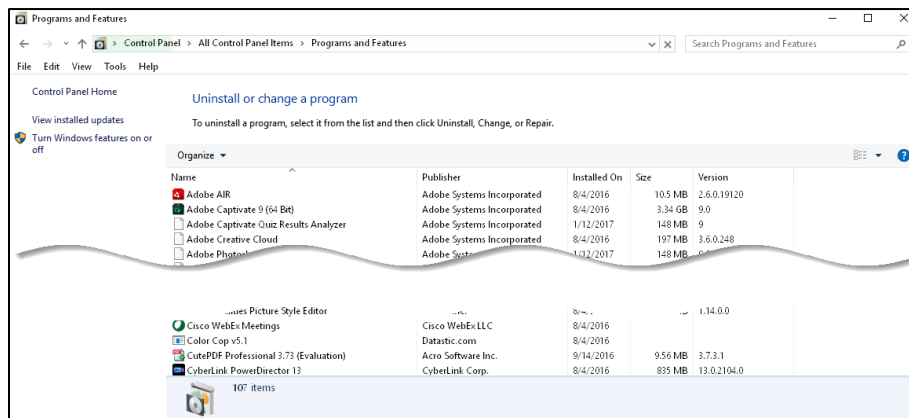 Programs and Features
Control Panel > All Control Panel Items > Programs and Features
Search Programs and Features
File Edit View Tools Help
Control Panel Home
View installed updates
Turn Windows features on or
off
Uninstall or change a program
To uninstall a program, select it from the list and then click Uninstall, Change, or Repair.
Organize
Name Publisher Installed On Size Version
Adobe AIR Adobe Systems Incorporated 8/4/2016 10.5 MB 2.6.0.19120
Adobe Captivate 9 (64 Bit) Adobe Systems Incorporated 8/4/2016 3.34 GB 9.0
Adobe Captivate Quiz Results Analyzer Adobe Systems Incorporated 1/12/2017 148 MB 9
Adobe Creative Cloud Adobe Systems Incorporated 8/4/2016 197 MB 3.6.0.248
Adobe 1/12/2017 148 MB
Picture Style Editor 1.14.0.0
Cisco WebEx Meetings Cisco WebEx LLC 8/4/2016
Color Cop v5.1 Datastic.com 8/4/2016
CutePDF Professional 3.73 (Evaluation) Acro Software Inc. 9/14/2016 9.56 MB 3.7.3.1
CyberLink PowerDirector 13 CyberLink Corp. 8/4/2016 835 MB 13.0.2104.0
107 items